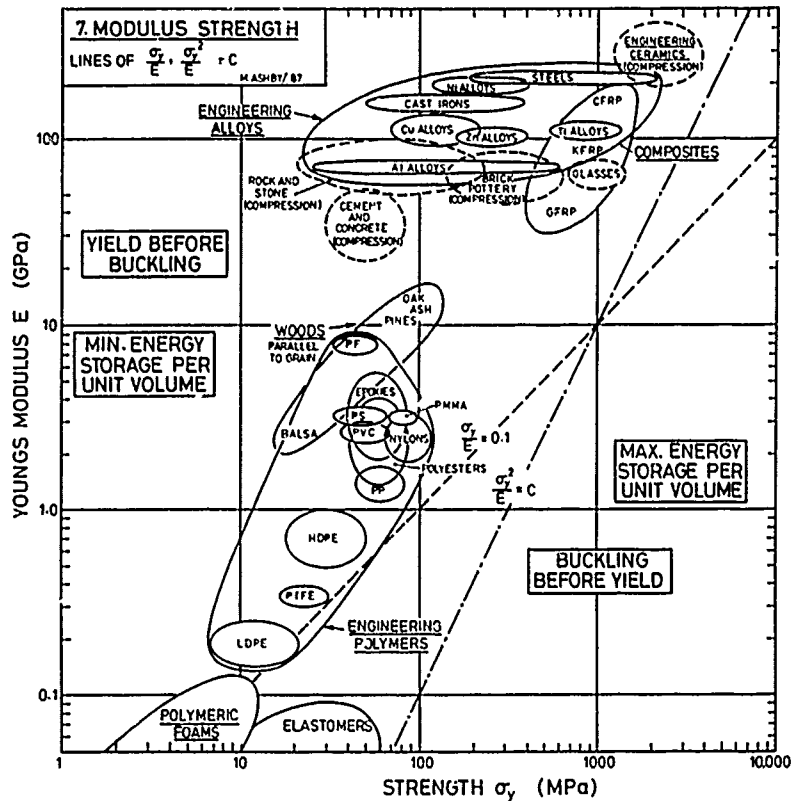 7. MODULUS STRENGTH
LINES OF σy/E, σy²/E = C
M.ASHBY/87
ENGINEERING
CERAMICS
(COMPRESSION)
STEELS
NI ALLOYS
CAST IRONS
CFRP
ENGINEERING
ALLOYS
Cu ALLOYS
Zn ALLOYS
Ti ALLOYS
KFRP
COMPOSITES
Al ALLOYS
ROCK AND
STONE
(COMPRESSION)
BRICK
POTTERY
(COMPRESSION)
GLASSES
CEMENT
AND
CONCRETE
(COMPRESSION)
GFRP
YIELD BEFORE
BUCKLING
OAK
ASH
PINES
WOODS
PARALLEL
TO GRAIN
PF
MIN. ENERGY
STORAGE PER
UNIT VOLUME
EPOXIES
PS
PMMA
PVC
NYLONS
BALSA
POLYESTERS
σy/E = 0.1
PP
σy²/E = C
MAX. ENERGY
STORAGE PER
UNIT VOLUME
HDPE
BUCKLING
BEFORE YIELD
PTFE
LDPE
ENGINEERING
POLYMERS
POLYMERIC
FOAMS
ELASTOMERS
YOUNGS MODULUS E (GPa)
100
10
1.0
0.1
1
10
100
1000
10.000
STRENGTH σy (MPa)